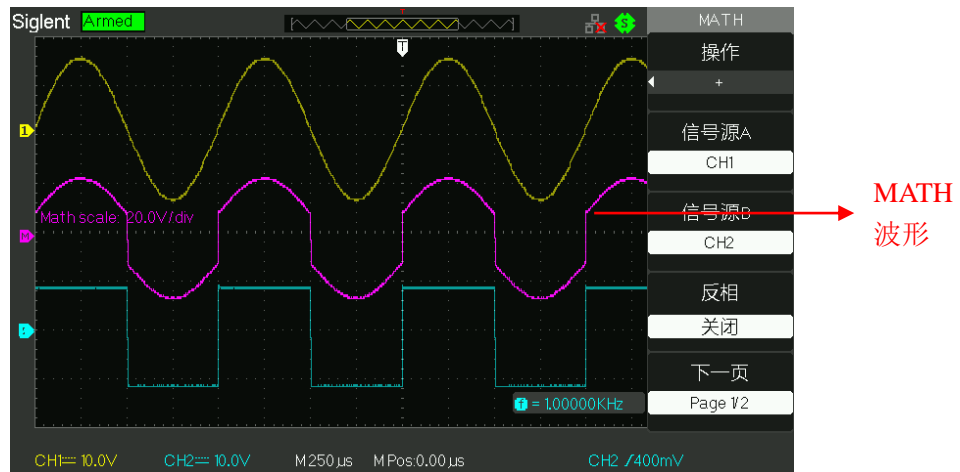 Siglent Armed
T
MATH
操作
+
信号源A
CH1
信号源B
CH2
反相
关闭
下一页
Page 1/2
1
Math scale: 20.0V/div
M
f = 1.00000KHz
CH1 10.0V CH2 10.0V M 250μs M Pos:0.00μs CH2 400mV
MATH
波形